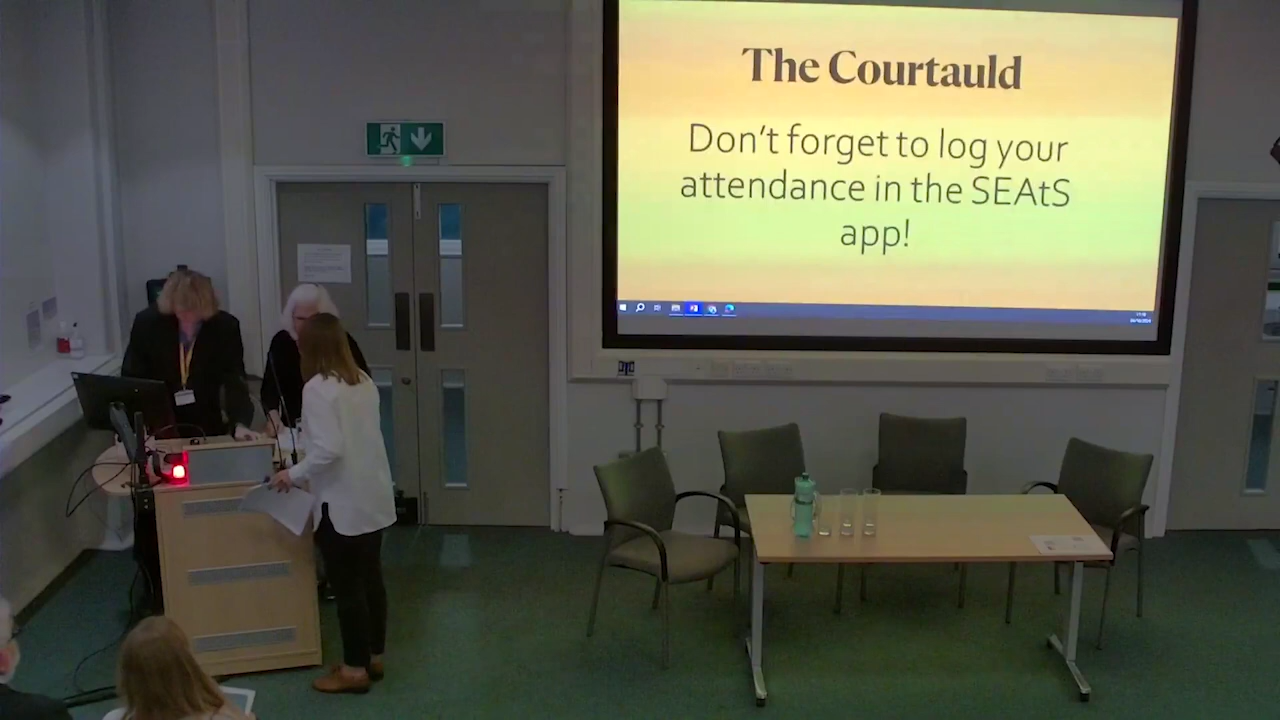 The Courtauld
Don't forget to log your
attendance in the SEAtS
app!